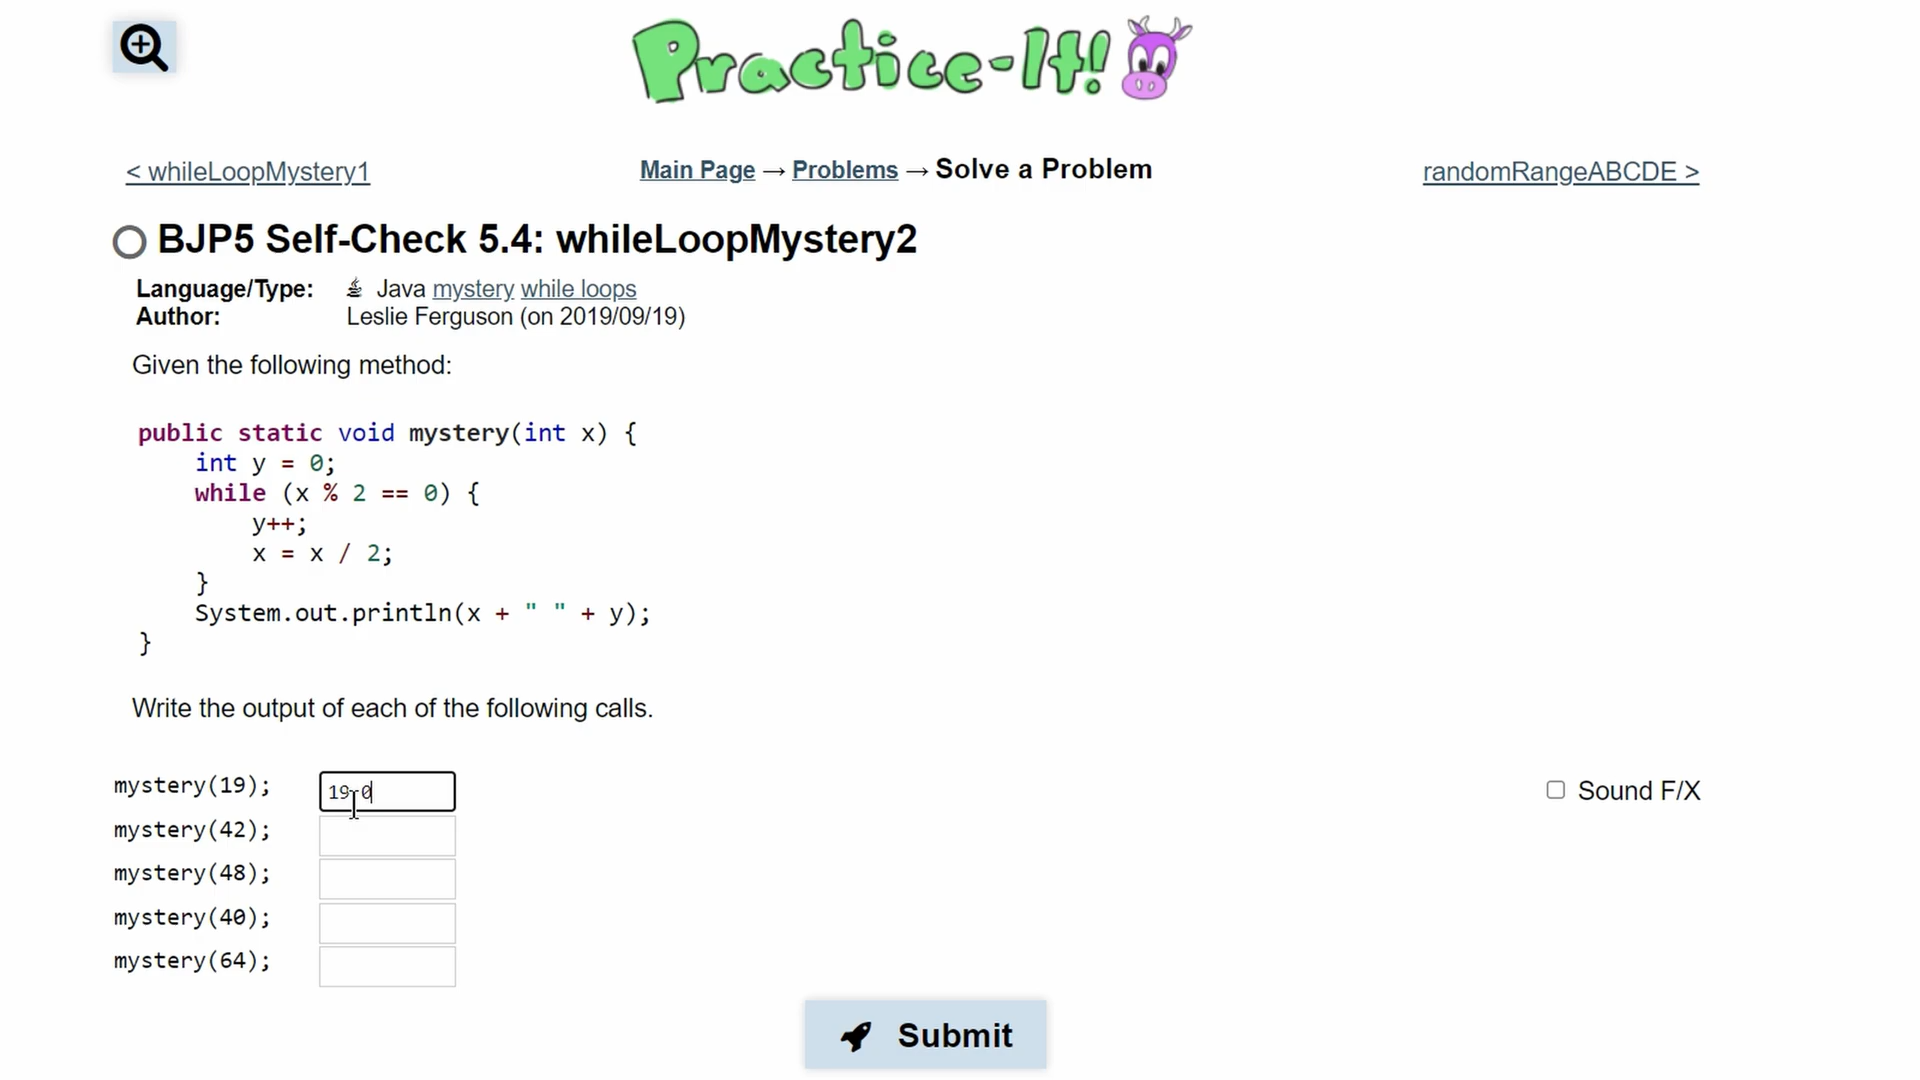 Practice-It!
< whileLoopMystery1
Main Page → Problems → Solve a Problem
randomRangeABCDE >
BJP5 Self-Check 5.4: whileLoopMystery2
Language/Type: Java mystery while loops
Author: Leslie Ferguson (on 2019/09/19)
Given the following method:
public static void mystery(int x) {
    int y = 0;
    while (x % 2 == 0) {
        y++;
        x = x / 2;
    }
    System.out.println(x + " " + y);
}
Write the output of each of the following calls.
mystery(19); 19 0
Sound F/X
mystery(42);
mystery(48);
mystery(40);
mystery(64);
Submit